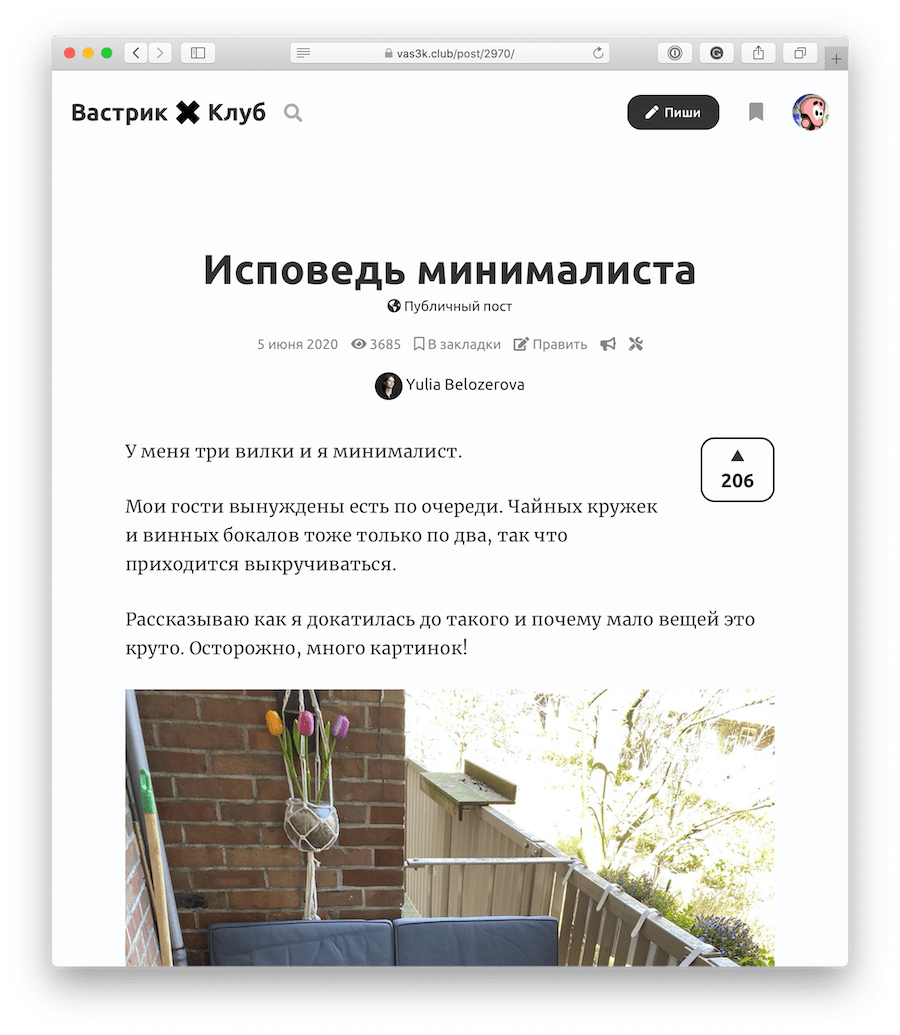 vas3k.club/post/2970/
Вастрик ✖ Клуб
Пиши
Исповедь минималиста
Публичный пост
5 июня 2020 3685 В закладки Править
Yulia Belozerova
У меня три вилки и я минималист.
206
Мои гости вынуждены есть по очереди. Чайных кружек
и винных бокалов тоже только по два, так что
приходится выкручиваться.
Рассказываю как я докатилась до такого и почему мало вещей это
круто. Осторожно, много картинок!